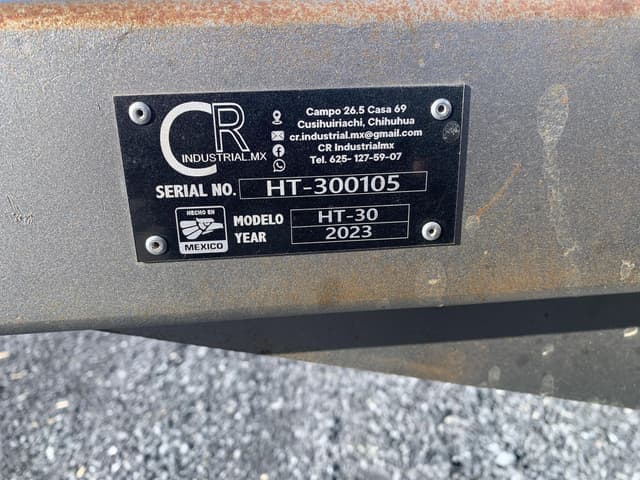 CR
INDUSTRIAL.MX
Campo 26.5 Casa 69
Cusihuiriachi, Chihuhua
cr.industrial.mx@gmail.com
CR Industrialmx
Tel. 625- 127-59-07
SERIAL NO. HT-300105
HECHO EN
MEXICO
MODELO HT-30
YEAR 2023